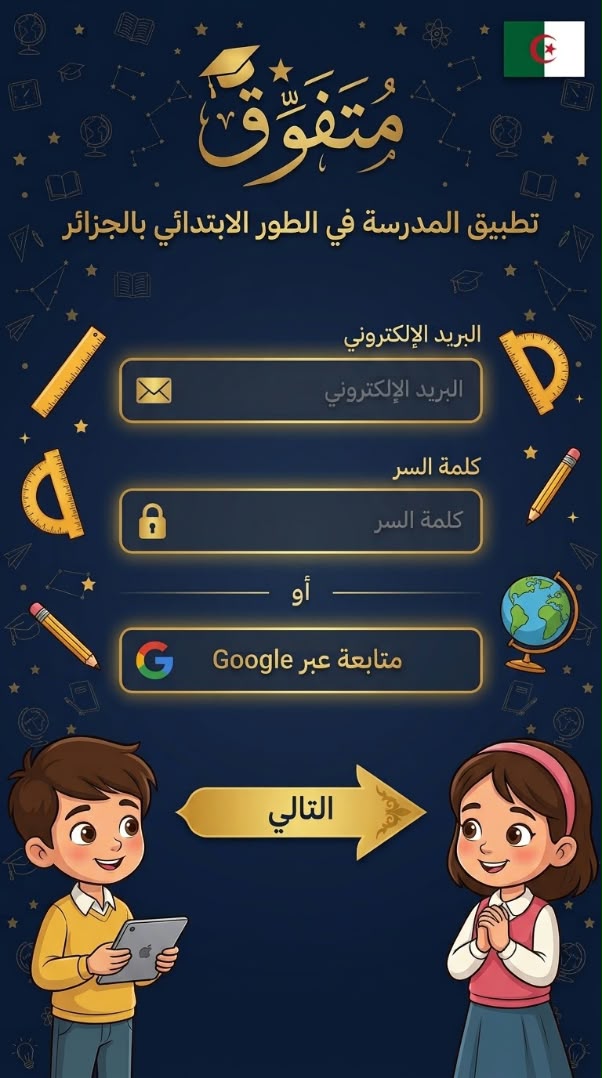 مُتَفَوِّق
تطبيق المدرسة في الطور الابتدائي بالجزائر
البريد الإلكتروني
البريد الإلكتروني
كلمة السر
كلمة السر
أو
متابعة عبر Google
التالي